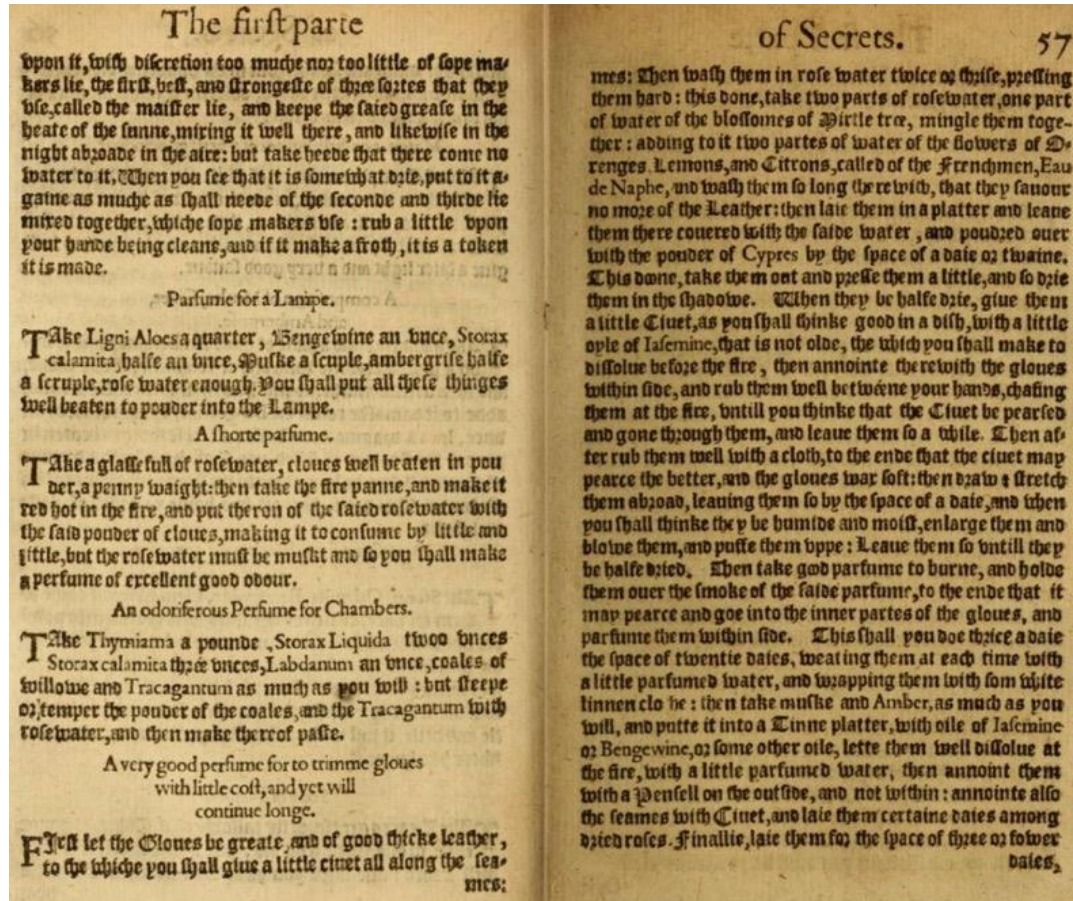 The first parte
vpon it, with discretion too muche nor too little of sope ma-
kers lie, the first, best, and strongeste of three sortes that they
vse, called the maister lie, and keepe the saied grease in the
heate of the sunne, mixing it well there, and likewise in the
night abroade in the aire: but take heede that there come no
water to it. When you see that it is somewhat drie, put to it a-
gaine as muche as shall neede of the seconde and thirde lie
mixed together, whiche sope makers vse : rub a little vpon
your hande being cleane, and if it make a froth, it is a token
it is made.
Parfume for a Lampe.
TAke Ligni Aloes a quarter, Bengewine an vnce, Storax
calamita halfe an vnce, Muske a scuple, ambergrise halfe
a scruple, rose water enough. You shall put all these thinges
well beaten to pouder into the Lampe.
A shorte parfume.
TAke a glasse full of rosewater, cloues well beaten in pou
der, a penny waight: then take the fire panne, and make it
red hot in the fire, and put theron of the saied rosewater with
the said pouder of cloues, making it to consume by little and
little, but the rosewater must be muskt and so you shall make
a perfume of excellent good odour.
An odoriferous Perfume for Chambers.
TAke Thymiama a pounde, Storax Liquida twoo vnces
Storax calamita three vnces, Labdanum an vnce, coales of
willowe and Tracagantum as much as you will : but steepe
or temper the pouder of the coales, and the Tracagantum with
rosewater, and then make thereof paste.
A very good perfume for to trimme gloues
with little cost, and yet will
continue longe.
FIrst let the Gloues be greate, and of good thicke leather,
to the whiche you shall giue a little ciuet all along the sea-
mes:
of Secrets. 57
mes: Then wash them in rose water twice or thrise, pressing
them hard : this done, take two parts of rosewater, one part
of water of the blossomes of Mirtle tree, mingle them toge-
ther : adding to it two partes of water of the flowers of O-
renges Lemons, and Citrons, called of the Frenchmen, Eau
de Naphe, and wash them so long therewith, that they sauour
no more of the Leather: then laie them in a platter and leaue
them there couered with the saide water, and poudred ouer
with the pouder of Cypres by the space of a daie or twaine.
This doone, take them out and presse them a little, and so drie
them in the shadowe. When they be halfe drie, giue them
a little Ciuet, as you shall thinke good in a dish, with a little
oyle of Iasemine, that is not olde, the which you shall make to
dissolue before the fire, then annointe therewith the gloues
within side, and rub them well betweene your hands, chafing
them at the fire, vntill you thinke that the Ciuet be pearsed
and gone through them, and leaue them so a while. Then af-
ter rub them well with a cloth, to the ende that the ciuet may
pearce the better, and the gloues wax soft: then draw & stretch
them abroad, leauing them so by the space of a daie, and when
you shall thinke they be humide and moist, enlarge them and
blowe them, and puffe them vppe : Leaue them so vntill they
be halfe dried. Then take good parfume to burne, and holde
them ouer the smoke of the saide parfume, to the ende that it
may pearce and goe into the inner partes of the gloues, and
parfume them within side. This shall you doe thrice a daie
the space of twentie daies, weating them at each time with
a little parfumed water, and wrapping them with som white
linnen clo he : then take muske and Amber, as much as you
will, and putte it into a Tinne platter, with oile of Iasemine
or Bengewine, or some other oile, lette them well dissolue at
the fire, with a little parfumed water, then annoint them
with a Pensell on the outside, and not within : annointe also
the seames with Ciuet, and laie them certaine daies among
dried roses. Finallie, laie them for the space of three or fower
daies,